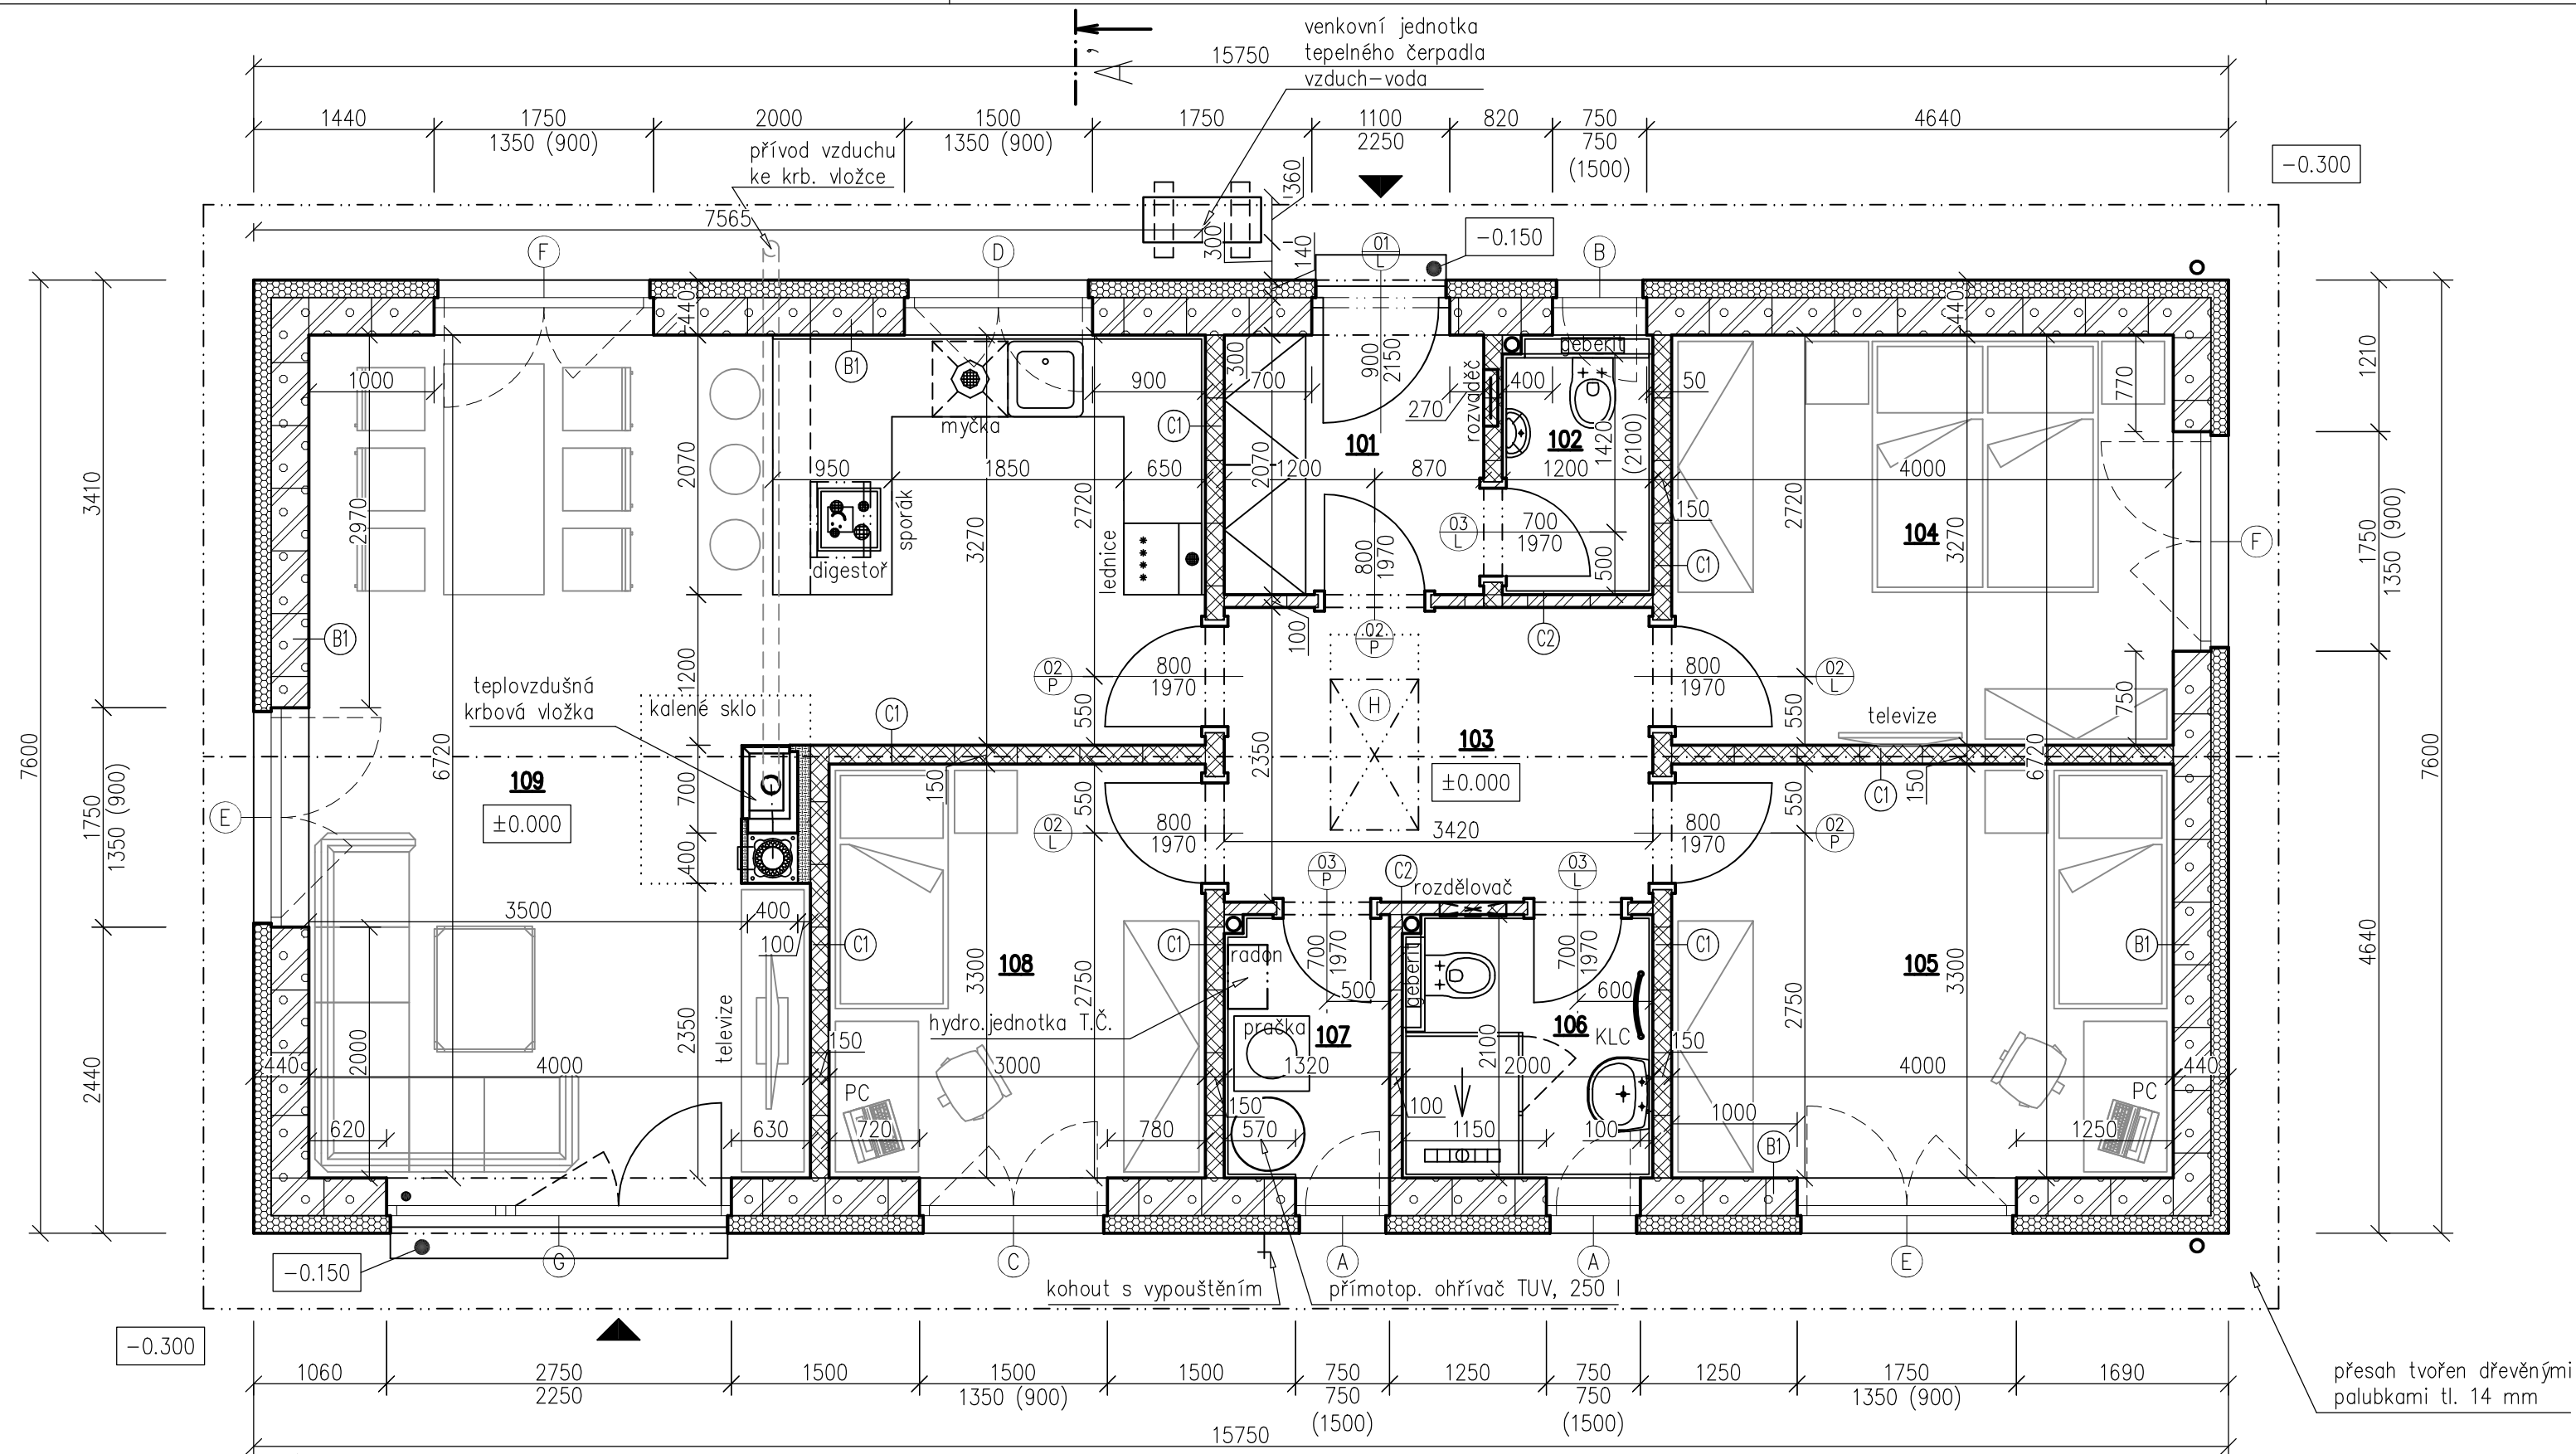 venkovní jednotka
tepelného čerpadla
vzduch-voda
15750
A'
1440 1750 2000 1500 1750 1100 820 750 4640
1350 (900) 1350 (900) 2250 750
(1500)
přívod vzduchu
ke krb. vložce
-0.300
360
7565
300
140
-0.150
F D 01 B
L
440 440
B1
1000 900 300 700 900 2150 400 geberit 50 770 1210
270 rozvaděč
myčka C1 101 102 1420 (2100)
3410 2970 2070 950 1850 650 2070 1200 870 1200 4000
sporák 2720 150 2720
3270 03 700 104 3270 1750
L 1970 1350 (900)
digestoř lednice 800 1970 500 C1 F
B1 100 02 C2
P
1200 02 800 800 02
P 1970 1970 L
teplovzdušná
krbová vložka
kalené sklo C1 550 H 550 televize 750
7600 6720 2350 103 6720 7600
109 700 150 ±0.000 C1 150
1750 ±0.000 550 550
1350 (900) E 02 800 3420 800 02
L 1970 1970 P
400 03 C2 03
P rozdělovač L
3500 400 C1 C1 700 1970 700 1970 C1 B1 4640
100 108 radon geberit 105
3300 2750 500 600 2750 3300
hydro.jednotka T.Č. pračka 107 106 KLC
2440 2000 2350 televize 150 2100 150
440 4000 3000 1320 2000 4000 440
PC 150 100 1000 PC
620 630 720 780 570 1150 100 B1 1250
-0.150 G C A A E
kohout s vypouštěním přímotop. ohřívač TUV, 250 l
-0.300
1060 2750 1500 1500 1500 750 1250 750 1250 1750 1690
2250 1350 (900) 750 750 1350 (900)
(1500) (1500)
přesah tvořen dřevěnými
palubkami tl. 14 mm
15750